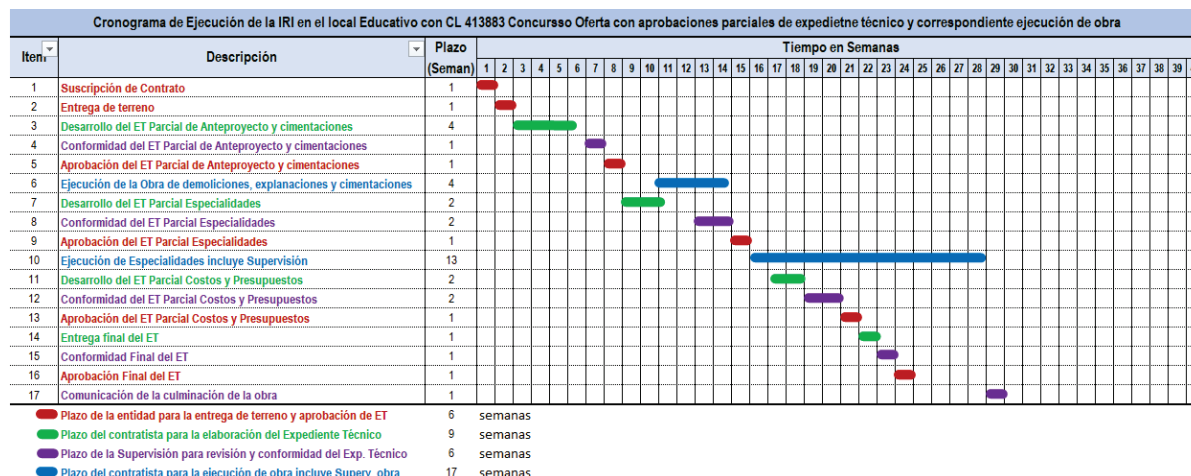 Cronograma de Ejecución de la IRI en el local Educativo con CL 413883 Concursso Oferta con aprobaciones parciales de expedietne técnico y correspondiente ejecución de obra
Item Descripción Plazo (Seman) Tiempo en Semanas
1 2 3 4 5 6 7 8 9 10 11 12 13 14 15 16 17 18 19 20 21 22 23 24 25 26 27 28 29 30 31 32 33 34 35 36 37 38 39
1 Suscripción de Contrato 1
2 Entrega de terreno 1
3 Desarrollo del ET Parcial de Anteproyecto y cimentaciones 4
4 Conformidad del ET Parcial de Anteproyecto y cimentaciones 1
5 Aprobación del ET Parcial de Anteproyecto y cimentaciones 1
6 Ejecución de la Obra de demoliciones, explanaciones y cimentaciones 4
7 Desarrollo del ET Parcial Especialidades 2
8 Conformidad del ET Parcial Especialidades 2
9 Aprobación del ET Parcial Especialidades 1
10 Ejecución de Especialidades incluye Supervisión 13
11 Desarrollo del ET Parcial Costos y Presupuestos 2
12 Conformidad del ET Parcial Costos y Presupuestos 2
13 Aprobación del ET Parcial Costos y Presupuestos 1
14 Entrega final del ET 1
15 Conformidad Final del ET 1
16 Aprobación Final del ET 1
17 Comunicación de la culminación de la obra 1
Plazo de la entidad para la entrega de terreno y aprobación de ET 6 semanas
Plazo del contratista para la elaboración del Expediente Técnico 9 semanas
Plazo de la Supervisión para revisión y conformidad del Exp. Técnico 6 semanas
Plazo del contratista para la ejecución de obra incluye Superv. obra 17 semanas